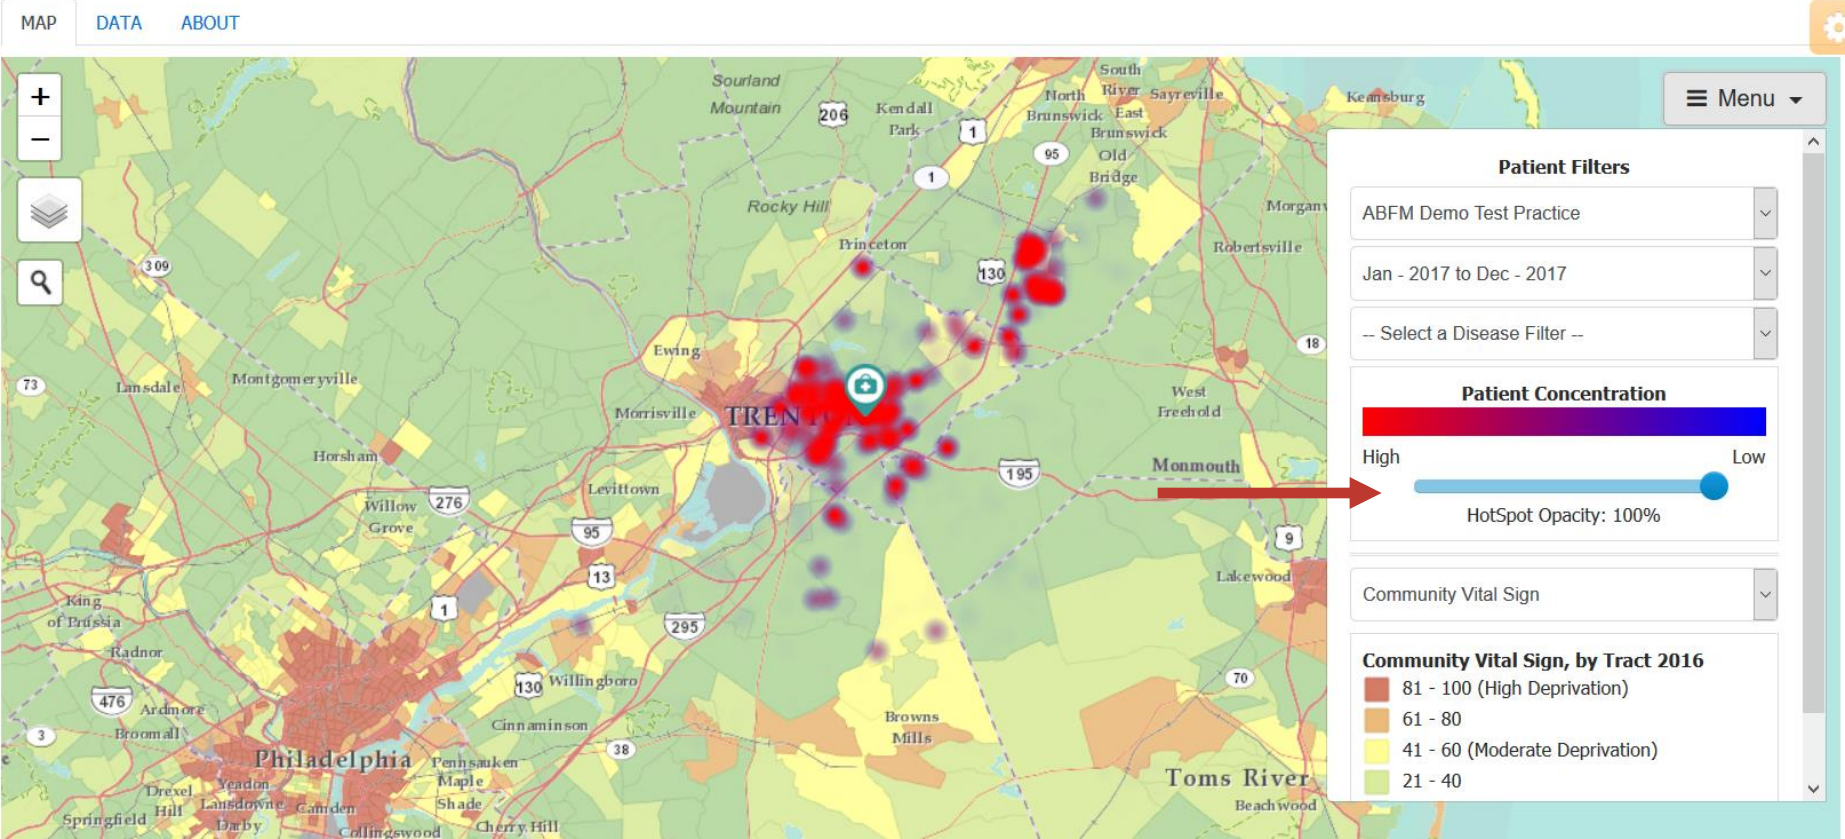 MAP DATA ABOUT
Sourland
Mountain
206
Kendall
Park
1
South
River
Sayreville
North
Brunswick
East
Brunswick
Keansburg
Menu
95
Old
Bridge
1
Rocky Hill
Princeton
130
Robertsville
309
Ewing
18
73
Lansdale
Montgomeryville
Morrisville
West
Freehold
Horsham
Levittown
195
Monmouth
Willow
Grove
276
95
13
9
Lakewood
King
of Prussia
1
295
Radnor
476
Ardmore
130
Willingboro
70
3
Broomall
Cinnaminson
38
Browns
Mills
Philadelphia
Pennsauken
Maple
Shade
Toms River
Drexel
Hill
Yeadon
Lansdowne
Camden
Beachwood
Springfield
Darby
Collingswood
Cherry Hill
Patient Filters
ABFM Demo Test Practice
Jan - 2017 to Dec - 2017
-- Select a Disease Filter --
Patient Concentration
High Low
HotSpot Opacity: 100%
Community Vital Sign
Community Vital Sign, by Tract 2016
81 - 100 (High Deprivation)
61 - 80
41 - 60 (Moderate Deprivation)
21 - 40